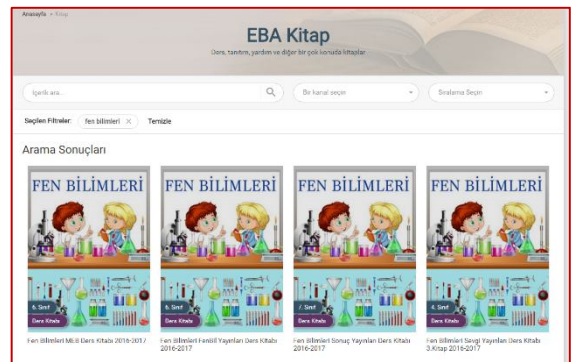 Anasayfa > Kitap
EBA Kitap
Ders, tanıtım, yardım ve diğer bir çok konuda kitaplar
İçerik ara...
Bir kanal seçin
Sıralama Seçin
Seçilen Filtreler: fen bilimleri × Temizle
Arama Sonuçları
FEN BİLİMLERİ
6. Sınıf
Ders Kitabı
Fen Bilimleri MEB Ders Kitabı 2016-2017
FEN BİLİMLERİ
6. Sınıf
Ders Kitabı
Fen Bilimleri FenBil Yayınları Ders Kitabı
2016-2017
FEN BİLİMLERİ
7. Sınıf
Ders Kitabı
Fen Bilimleri Sonuç Yayınları Ders Kitabı
2016-2017
FEN BİLİMLERİ
4. Sınıf
Ders Kitabı
Fen Bilimleri Sevgi Yayınları Ders Kitabı
3.Kitap 2016-2017